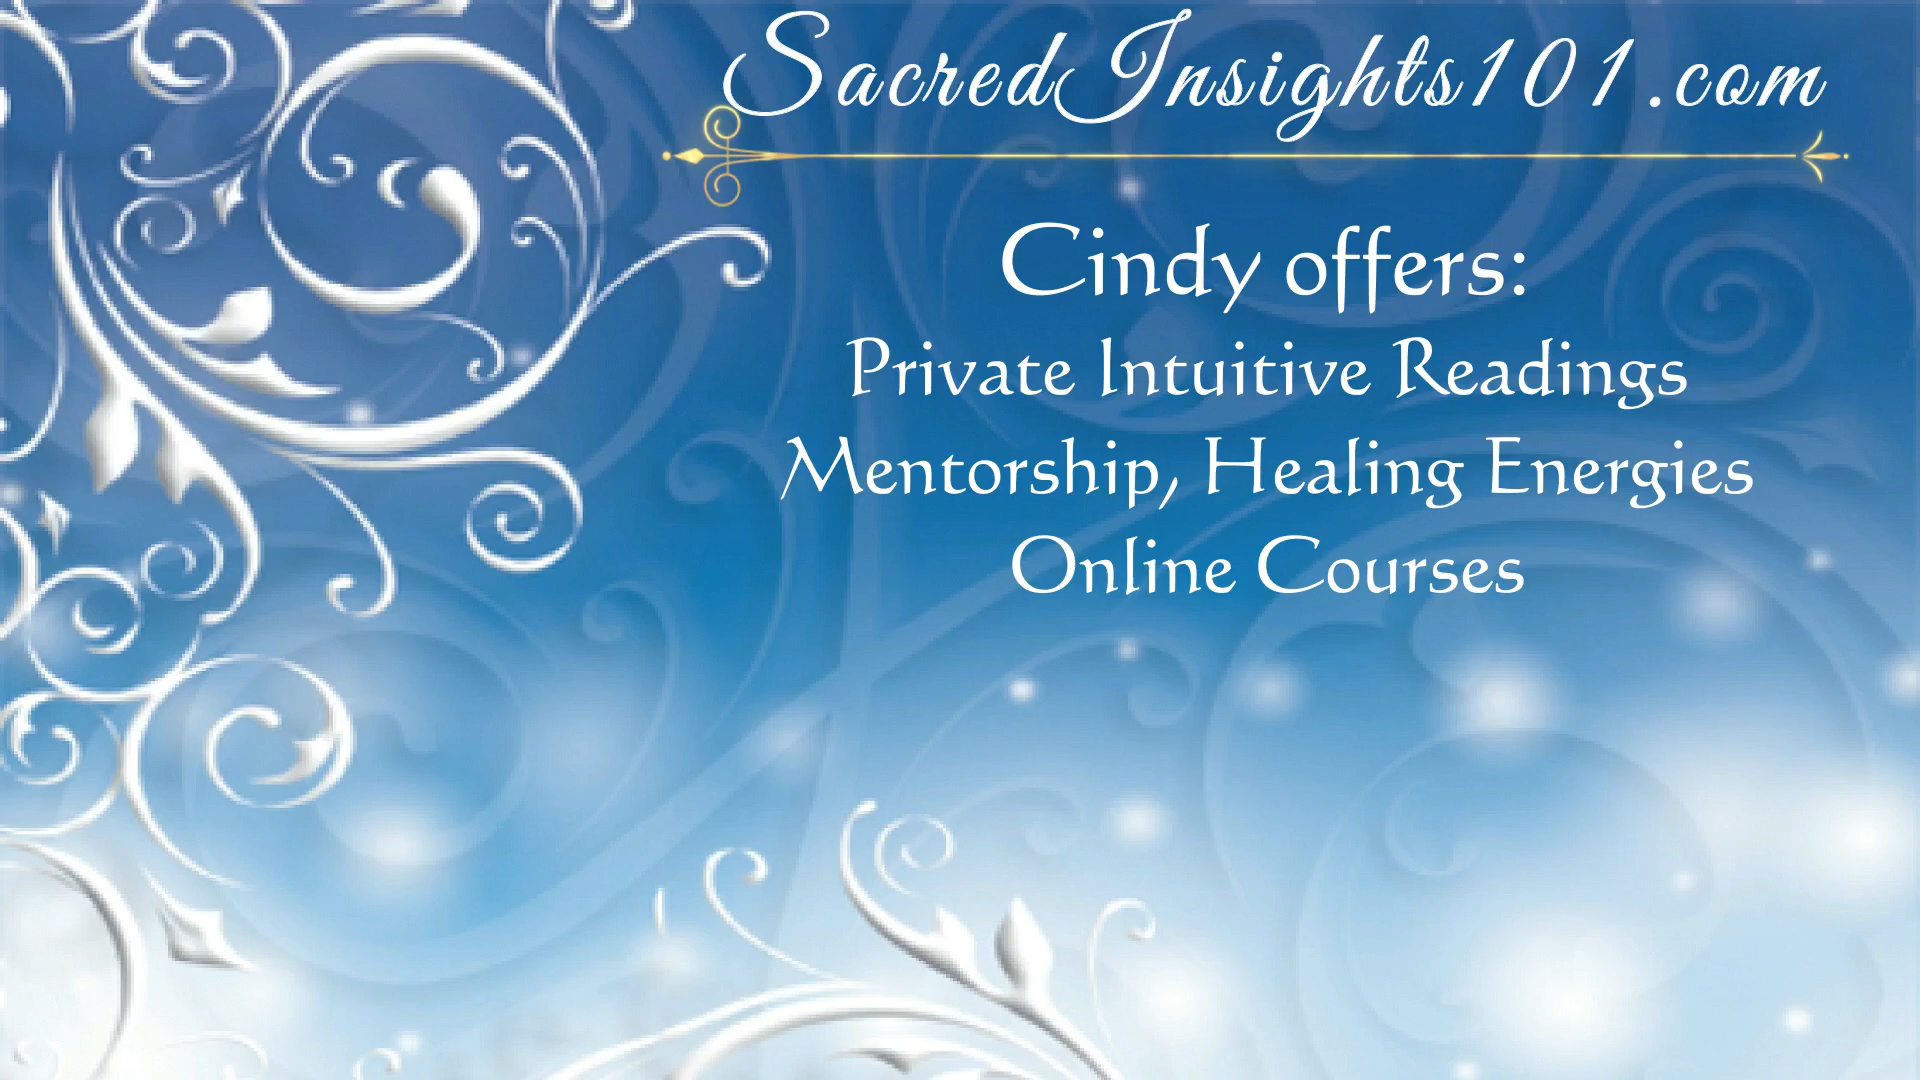 SacredInsights101.com
Cindy offers:
Private Intuitive Readings
Mentorship, Healing Energies
Online Courses